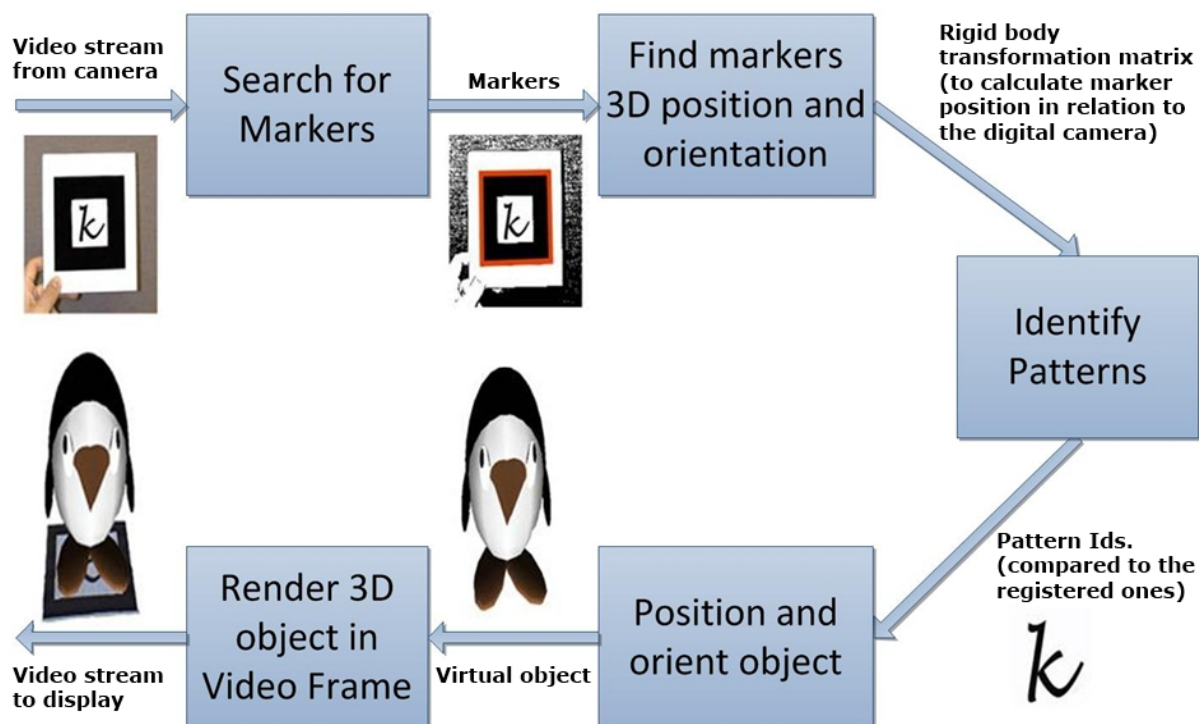 Video stream
from camera
Search for
Markers
Markers
Find markers
3D position and
orientation
Rigid body
transformation matrix
(to calculate marker
position in relation to
the digital camera)
k
k
Identify
Patterns
Pattern Ids.
(compared to the
registered ones)
k
Position and
orient object
Virtual object
Render 3D
object in
Video Frame
Video stream
to display